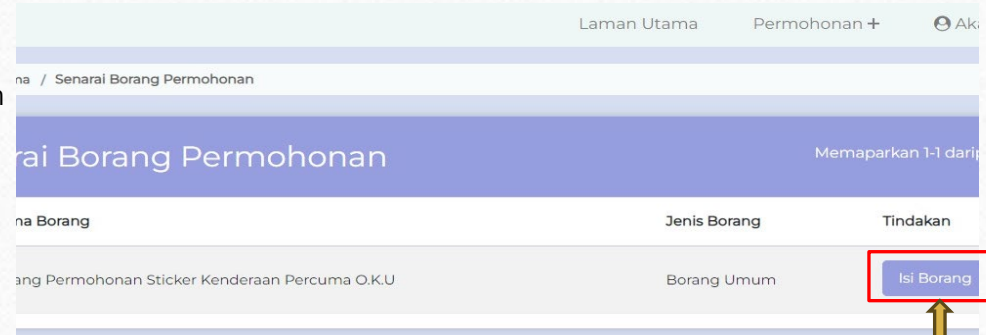 Laman Utama Permohonan + Aka
na / Senarai Borang Permohonan
n
rai Borang Permohonan Memaparkan 1-1 darip
na Borang Jenis Borang Tindakan
ang Permohonan Sticker Kenderaan Percuma O.K.U Borang Umum Isi Borang